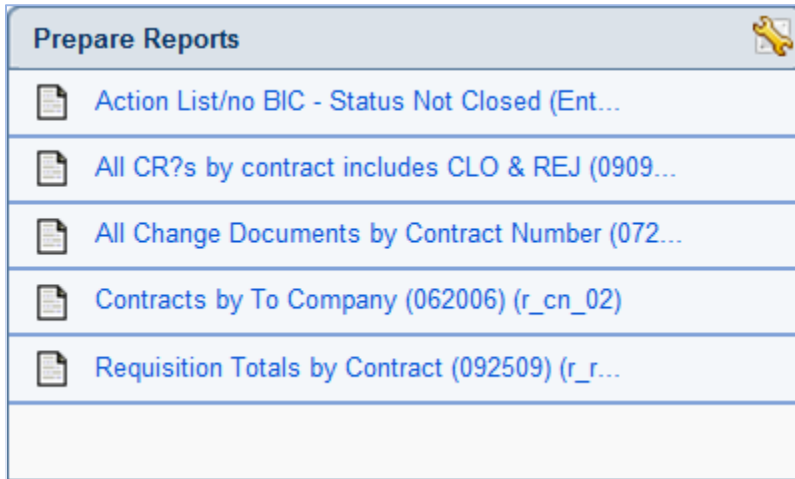 Prepare Reports
Action List/no BIC - Status Not Closed (Ent...
All CR?s by contract includes CLO & REJ (0909...
All Change Documents by Contract Number (072...
Contracts by To Company (062006) (r_cn_02)
Requisition Totals by Contract (092509) (r_r...